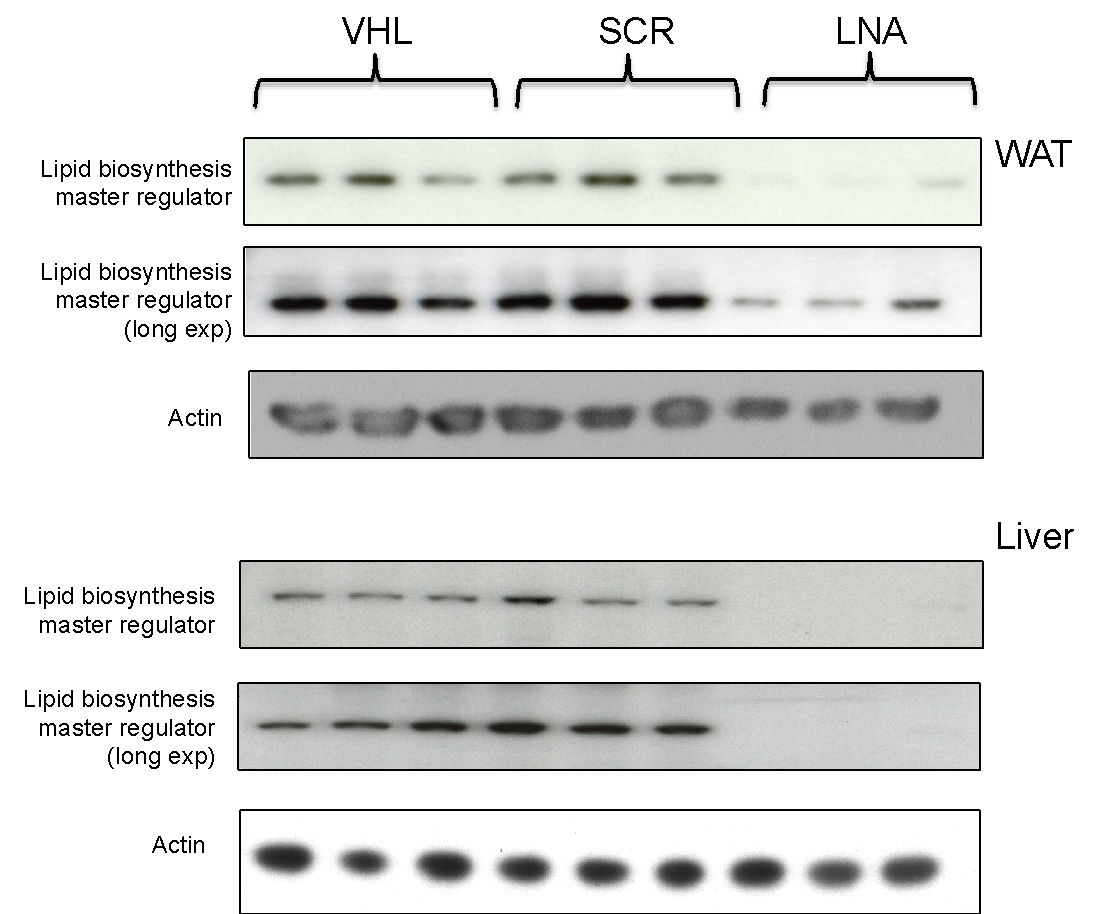 VHL SCR LNA
WAT
Lipid biosynthesis
master regulator
Lipid biosynthesis
master regulator
(long exp)
Actin
Liver
Lipid biosynthesis
master regulator
Lipid biosynthesis
master regulator
(long exp)
Actin